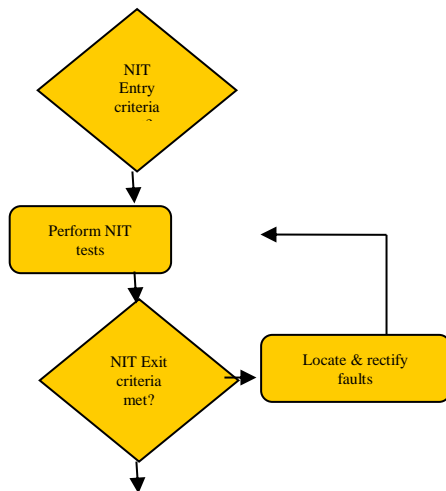 NIT
Entry
criteria
Perform NIT
tests
NIT Exit
criteria
met?
Locate & rectify
faults